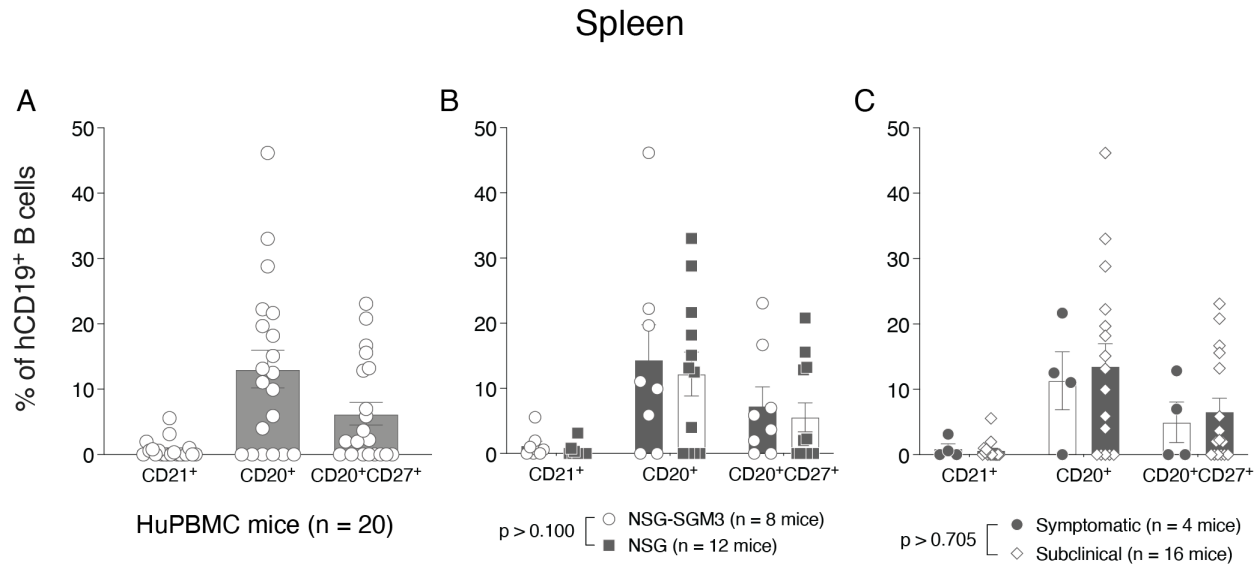 Spleen
A
B
C
% of hCD19⁺ B cells
50
40
30
20
10
0
CD21⁺
CD20⁺
CD20⁺CD27⁺
HuPBMC mice (n = 20)
50
40
30
20
10
0
CD21⁺
CD20⁺
CD20⁺CD27⁺
p > 0.100
NSG-SGM3 (n = 8 mice)
NSG (n = 12 mice)
50
40
30
20
10
0
CD21⁺
CD20⁺
CD20⁺CD27⁺
p > 0.705
Symptomatic (n = 4 mice)
Subclinical (n = 16 mice)